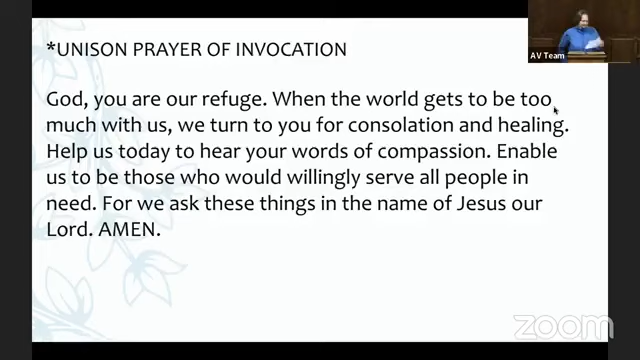 *UNISON PRAYER OF INVOCATION
God, you are our refuge. When the world gets to be too
much with us, we turn to you for consolation and healing.
Help us today to hear your words of compassion. Enable
us to be those who would willingly serve all people in
need. For we ask these things in the name of Jesus our
Lord. AMEN.
AV Team
zoom